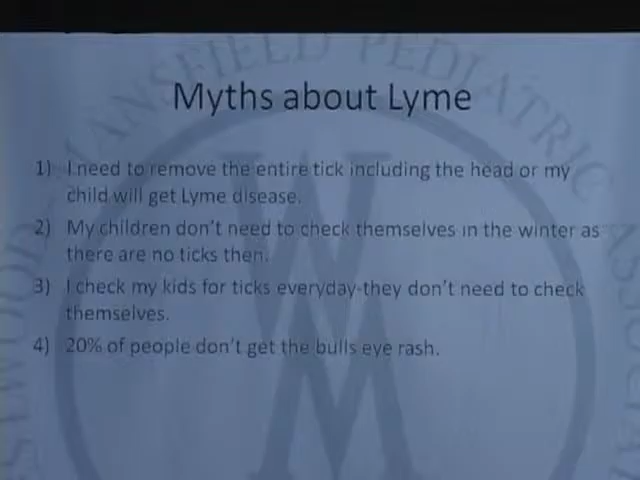 MANSFIELD PEDIATRIC
Myths about Lyme
1) I need to remove the entire tick including the head or my
child will get Lyme disease.
2) My children don't need to check themselves in the winter as
there are no ticks then.
3) I check my kids for ticks everyday-they don't need to check
themselves.
4) 20% of people don't get the bulls eye rash.
W
M